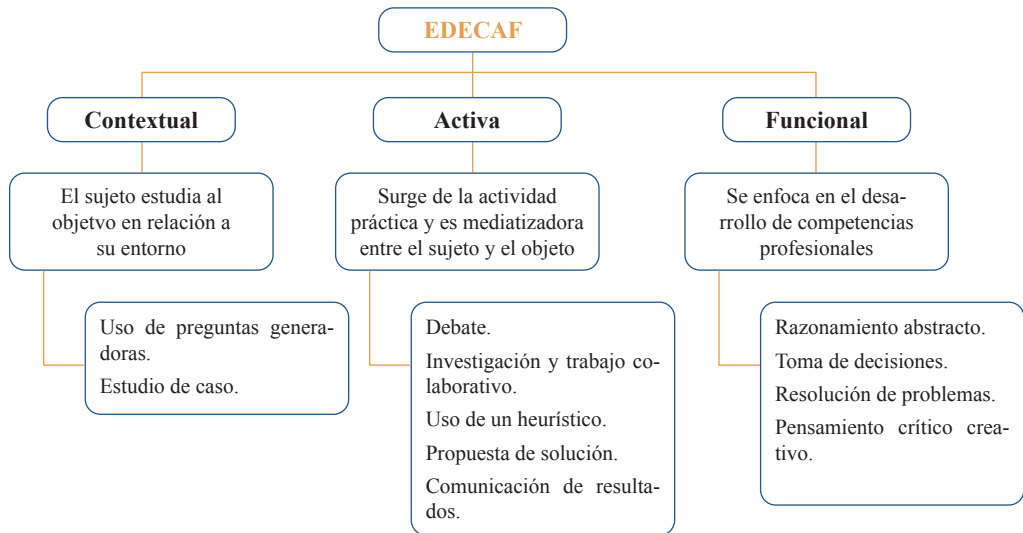 EDECAF
Contextual
Activa
Funcional
El sujeto estudia al
objetvo en relación a
su entorno
Surge de la actividad
práctica y es mediatizadora
entre el sujeto y el objeto
Se enfoca en el desa-
rrollo de competencias
profesionales
Uso de preguntas genera-
doras.
Estudio de caso.
Debate.
Investigación y trabajo co-
laborativo.
Uso de un heurístico.
Propuesta de solución.
Comunicación de resulta-
dos.
Razonamiento abstracto.
Toma de decisiones.
Resolución de problemas.
Pensamiento crítico crea-
tivo.